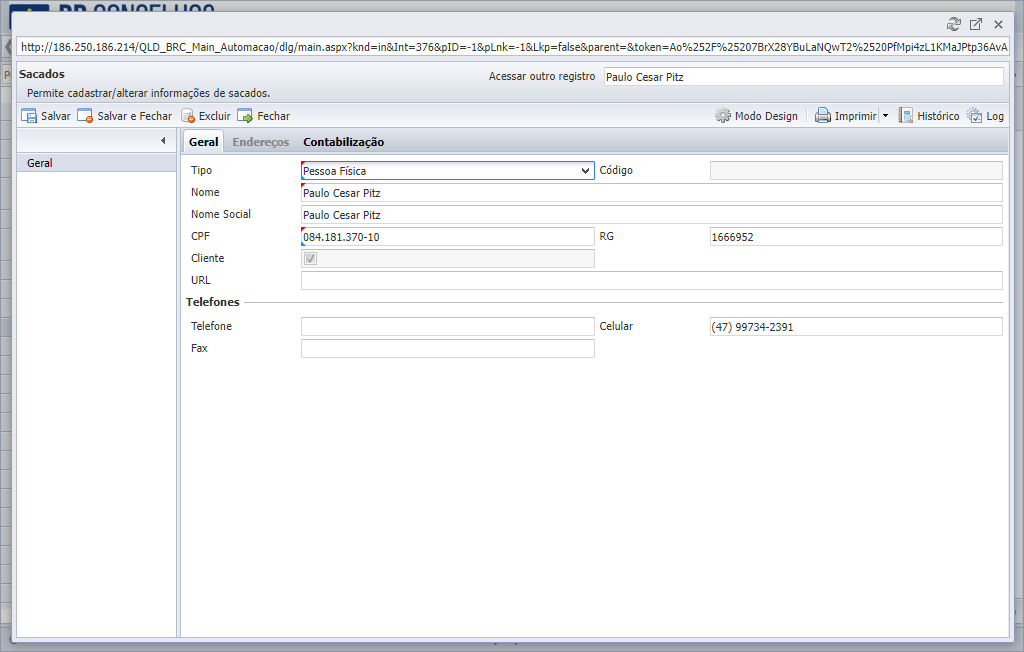 http://186.250.186.214/QLD_BRC_Main_Automacao/dlg/main.aspx?knd=in&Int=376&pID=-1&pLnk=-1&Lkp=false&parent=&token=Ao%252F%25207BrX28YBuLaNQwT2%2520PfMpi4zL1KMaJPtp36AvA
Sacados Acessar outro registro Paulo Cesar Pitz
Permite cadastrar/alterar informações de sacados.
Salvar Salvar e Fechar Excluir Fechar Modo Design Imprimir Histórico Log
Geral Endereços Contabilização
Geral
Tipo Pessoa Física Código
Nome Paulo Cesar Pitz
Nome Social Paulo Cesar Pitz
CPF 084.181.370-10 RG 1666952
Cliente
URL
Telefones
Telefone Celular (47) 99734-2391
Fax